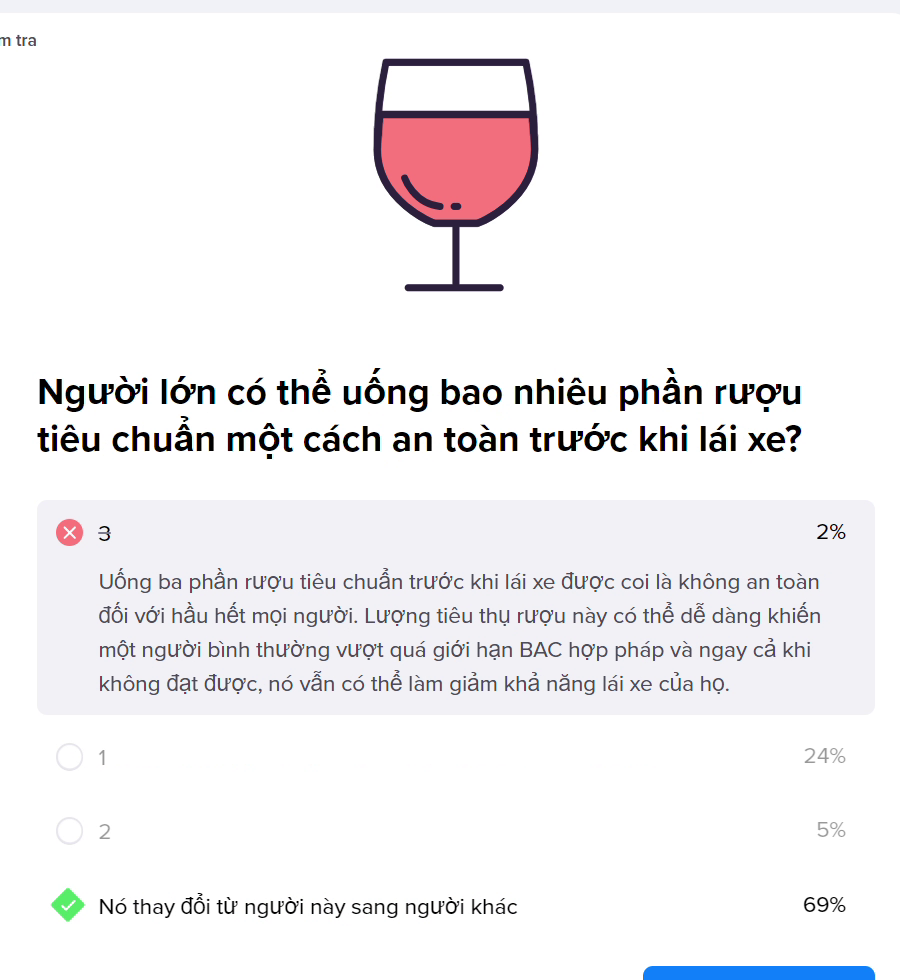 m tra
Người lớn có thể uống bao nhiêu phần rượu
tiêu chuẩn một cách an toàn trước khi lái xe?
3 2%
Uống ba phần rượu tiêu chuẩn trước khi lái xe được coi là không an toàn
đối với hầu hết mọi người. Lượng tiêu thụ rượu này có thể dễ dàng khiến
một người bình thường vượt quá giới hạn BAC hợp pháp và ngay cả khi
không đạt được, nó vẫn có thể làm giảm khả năng lái xe của họ.
1 24%
2 5%
Nó thay đổi từ người này sang người khác 69%